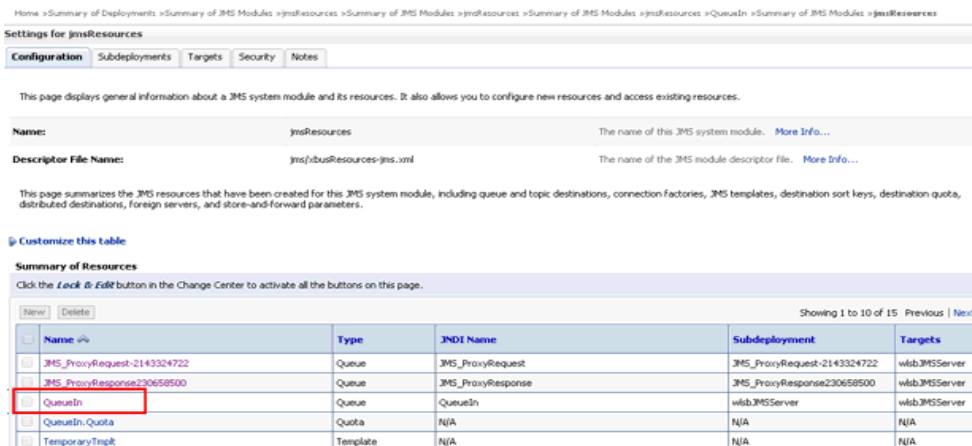 Home >Summary of Deployments >Summary of JMS Modules >jmsResources >Summary of JMS Modules >jmsResources >Summary of JMS Modules >jmsResources >QueueIn >Summary of JMS Modules >jmsResources
Settings for jmsResources
Configuration Subdeployments Targets Security Notes
This page displays general information about a JMS system module and its resources. It also allows you to configure new resources and access existing resources.
Name: jmsResources The name of this JMS system module. More Info...
Descriptor File Name: jms/xbusResources-jms.xml The name of the JMS module descriptor file. More Info...
This page summarizes the JMS resources that have been created for this JMS system module, including queue and topic destinations, connection factories, JMS templates, destination sort keys, destination quota,
distributed destinations, foreign servers, and store-and-forward parameters.
Customize this table
Summary of Resources
Click the Lock & Edit button in the Change Center to activate all the buttons on this page.
New Delete Showing 1 to 10 of 15 Previous | Next
Name Type JNDI Name Subdeployment Targets
JMS_ProxyRequest-2143324722 Queue JMS_ProxyRequest JMS_ProxyRequest-2143324722 wlsbJMSServer
JMS_ProxyResponse230658500 Queue JMS_ProxyResponse JMS_ProxyResponse230658500 wlsbJMSServer
QueueIn Queue QueueIn wlsbJMSServer wlsbJMSServer
QueueIn.Quota Quota N/A N/A N/A
TemporaryTmplt Template N/A N/A N/A